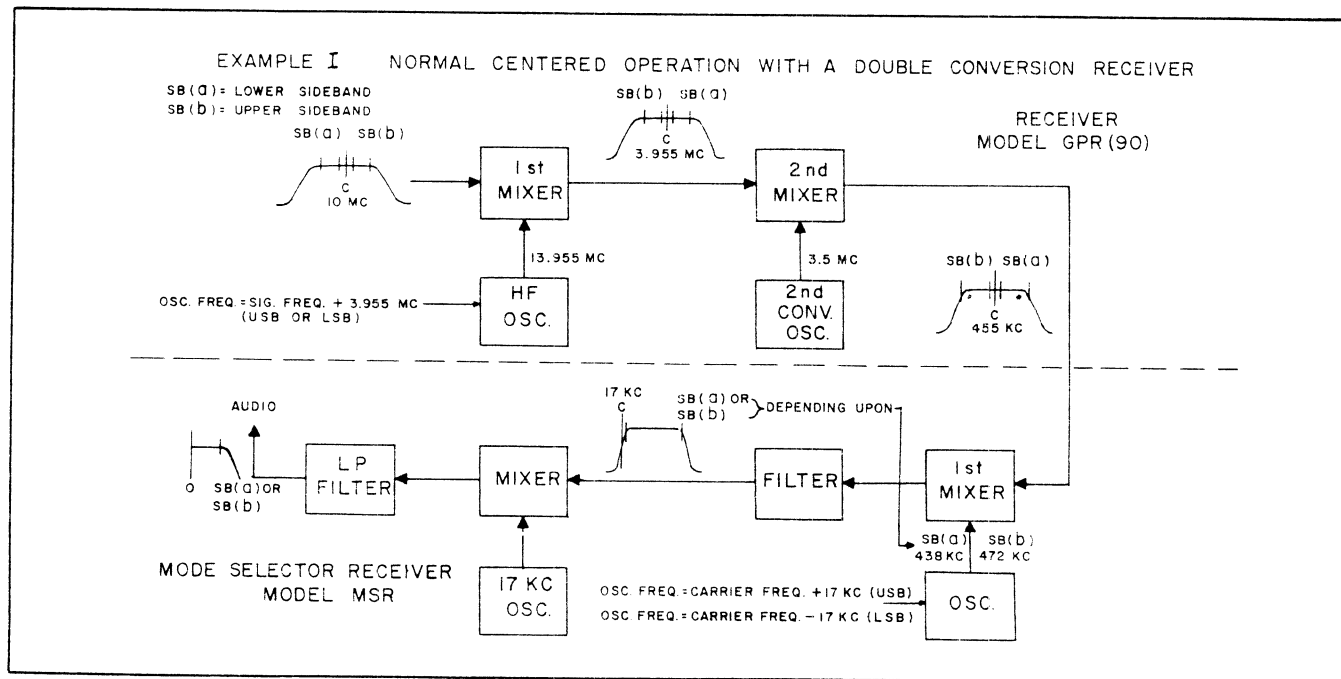 EXAMPLE I NORMAL CENTERED OPERATION WITH A DOUBLE CONVERSION RECEIVER
SB(a)= LOWER SIDEBAND
SB(b)= UPPER SIDEBAND
SB(a) SB(b)
C
10 MC
1st
MIXER
SB(b) SB(a)
C
3.955 MC
2nd
MIXER
RECEIVER
MODEL GPR(90)
13.955 MC
3.5 MC
OSC. FREQ.=SIG. FREQ. + 3.955 MC
(USB OR LSB)
HF
OSC.
2nd
CONV.
OSC.
SB(b) SB(a)
C
455 KC
AUDIO
O SB(a)OR
SB(b)
LP
FILTER
MIXER
17 KC
C
SB(a)OR
SB(b)
DEPENDING UPON
FILTER
1st
MIXER
SB(a) SB(b)
438 KC 472 KC
MODE SELECTOR RECEIVER
MODEL MSR
17 KC
OSC.
OSC. FREQ.=CARRIER FREQ. +17 KC (USB)
OSC. FREQ.=CARRIER FREQ. −17 KC (LSB)
OSC.